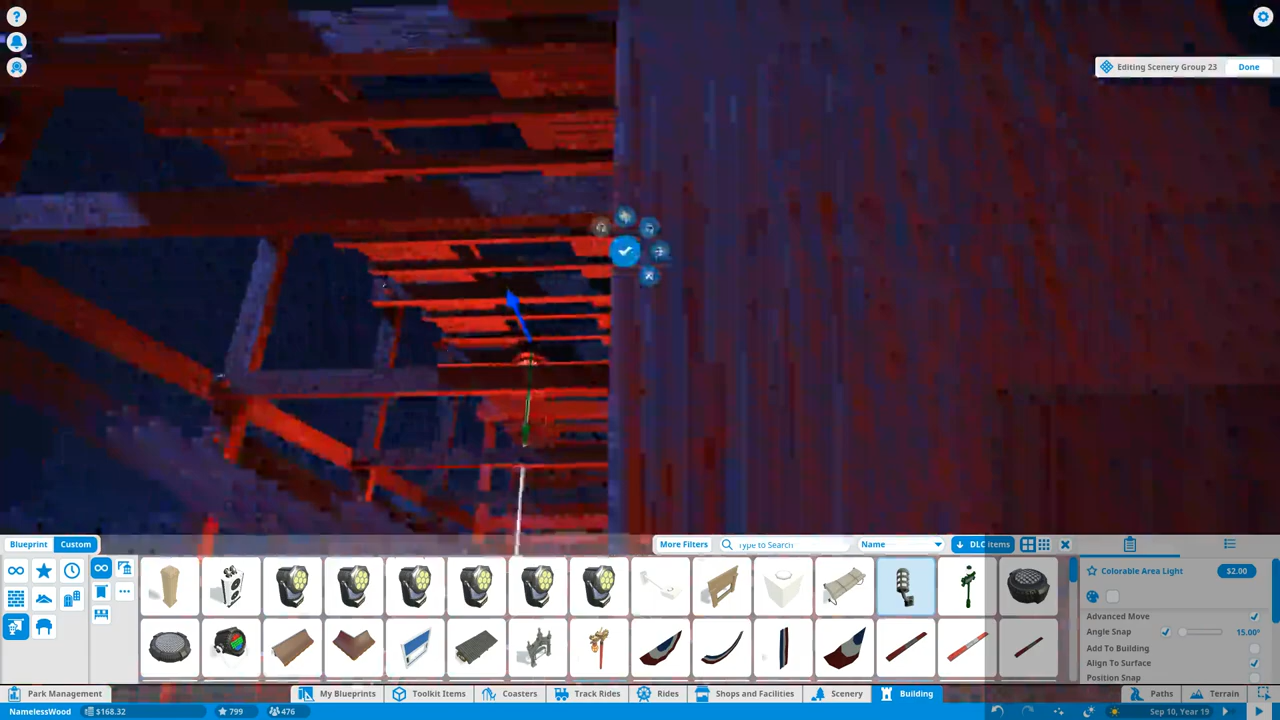 ?
Editing Scenery Group 23 Done
Blueprint Custom
More Filters Type to Search Name DLC Items
Colorable Area Light $2.00
Advanced Move
Angle Snap 15.00°
Add To Building
Align To Surface
Position Snap
Park Management My Blueprints Toolkit Items Coasters Track Rides Rides Shops and Facilities Scenery Building Paths Terrain
NamelessWood $168.32 799 476 Sep 10, Year 19